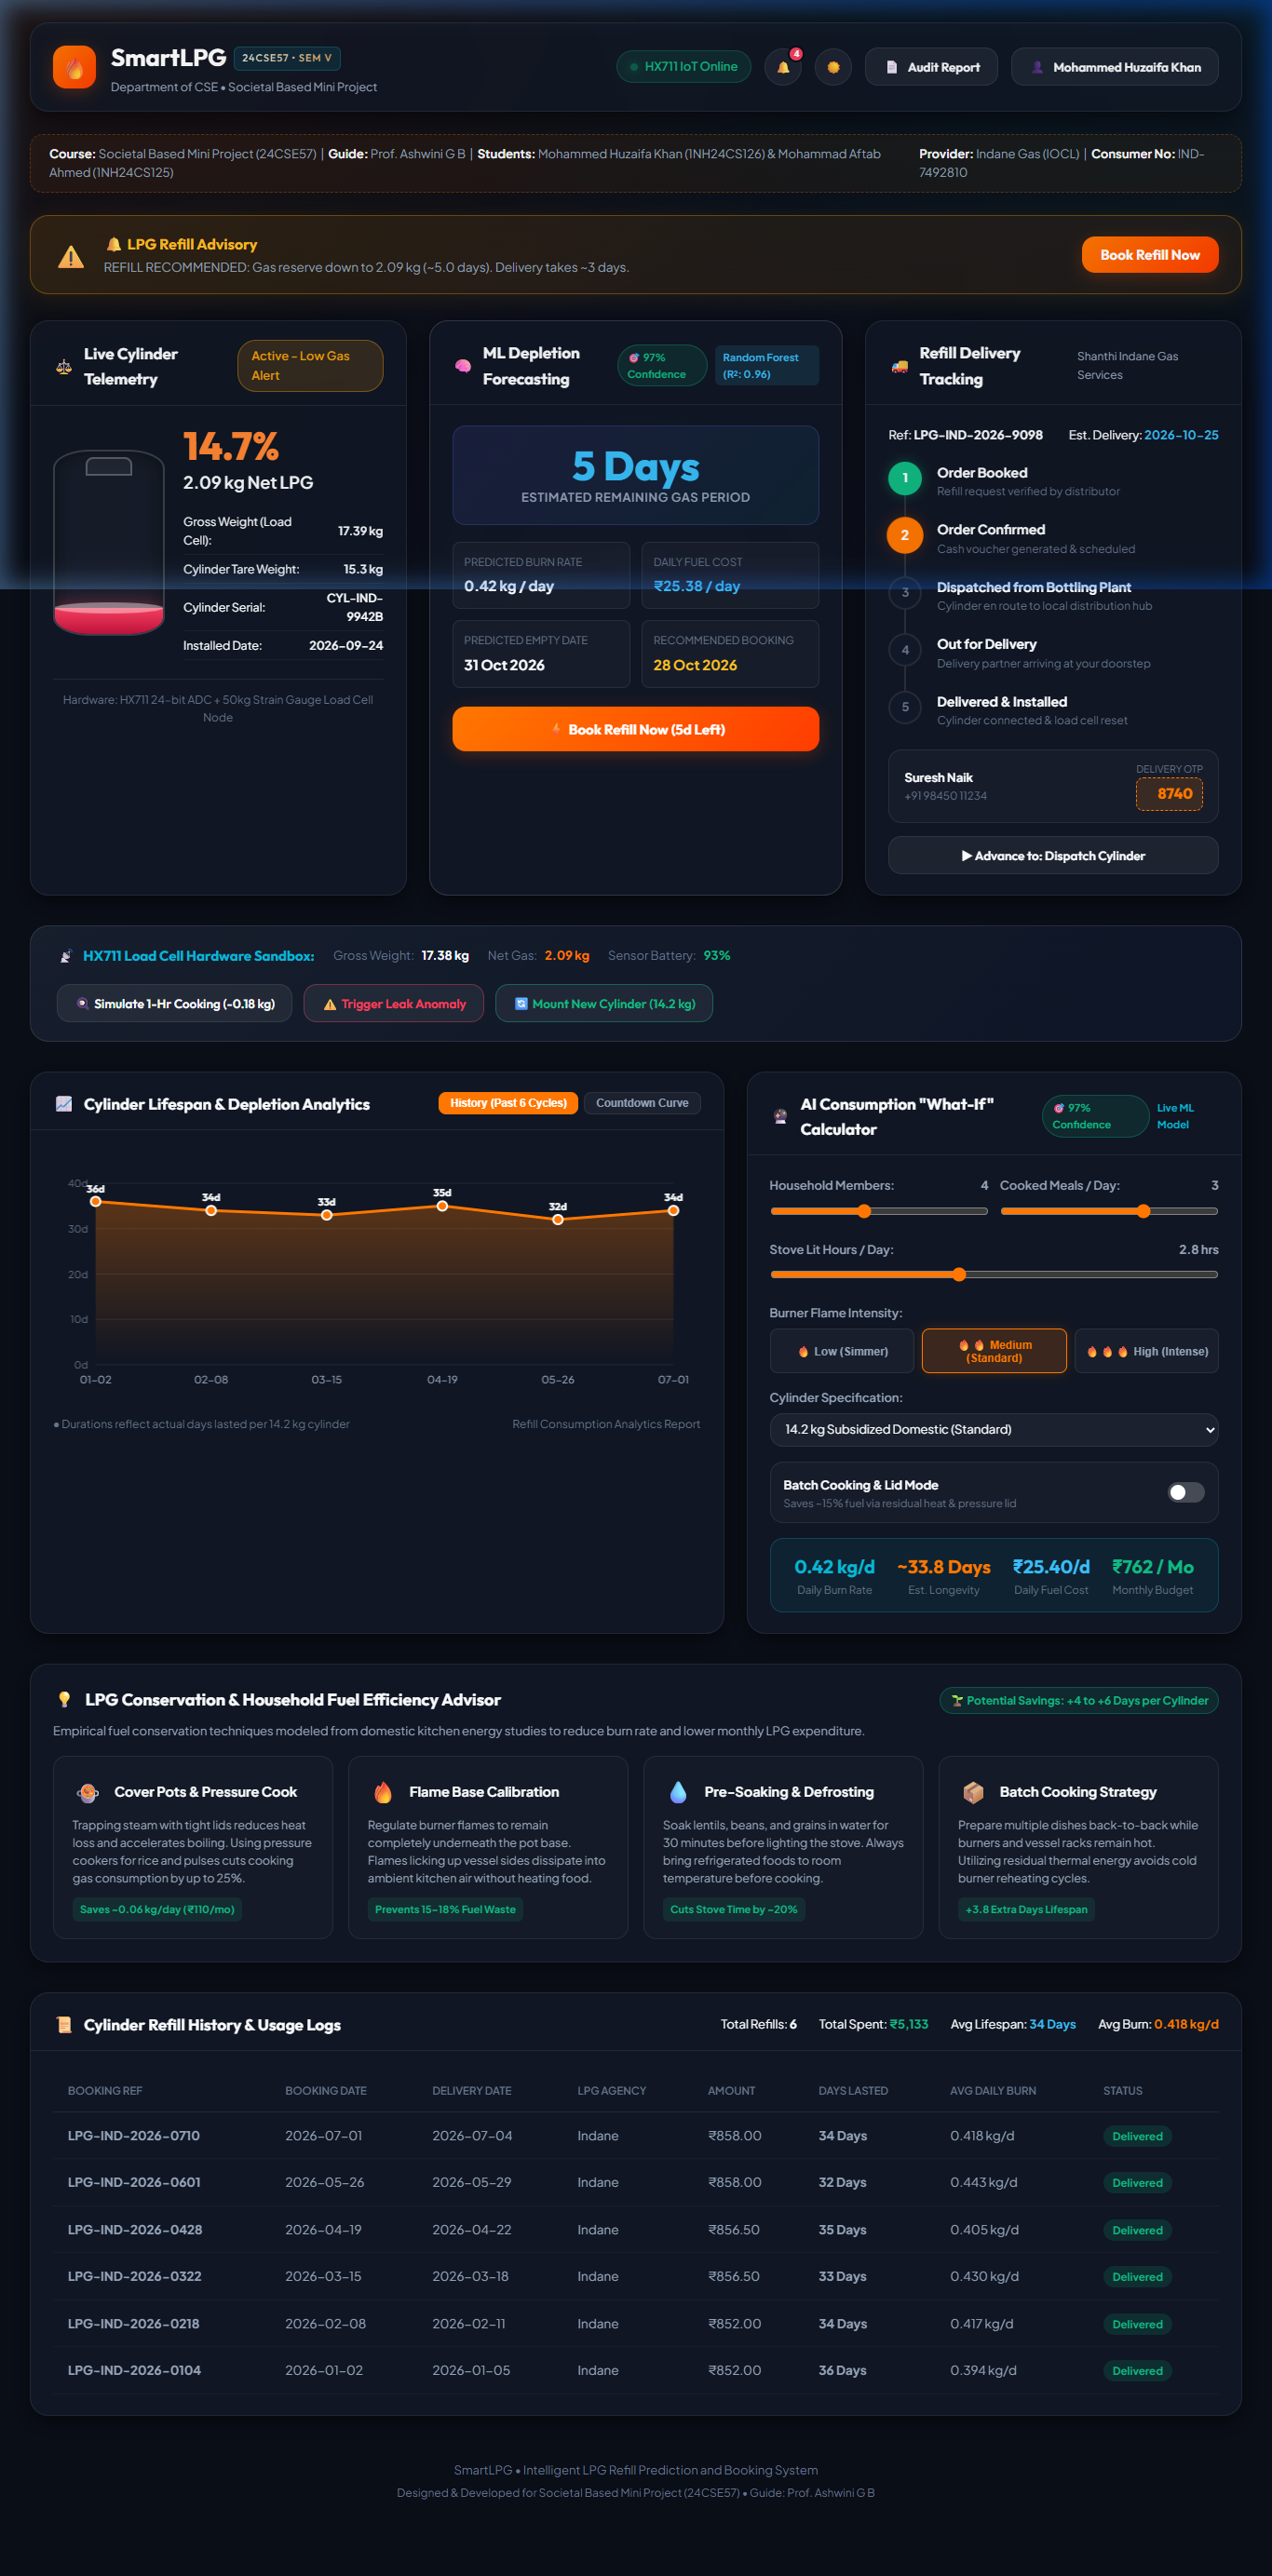 SmartLPG 24CSE57 • SEM V
Department of CSE • Societal Based Mini Project
HX711 IoT Online
4
Audit Report
Mohammed Huzaifa Khan
Course: Societal Based Mini Project (24CSE57) | Guide: Prof. Ashwini G B | Students: Mohammed Huzaifa Khan (1NH24CS126) & Mohammad Aftab
Ahmed (1NH24CS125)
Provider: Indane Gas (IOCL) | Consumer No: IND-
7492810
LPG Refill Advisory
REFILL RECOMMENDED: Gas reserve down to 2.09 kg (~5.0 days). Delivery takes ~3 days.
Book Refill Now
Live Cylinder
Telemetry
Active - Low Gas
Alert
14.7%
2.09 kg Net LPG
Gross Weight (Load
Cell):
17.39 kg
Cylinder Tare Weight: 15.3 kg
Cylinder Serial:
CYL-IND-
9942B
Installed Date: 2026-09-24
Hardware: HX711 24-bit ADC + 50kg Strain Gauge Load Cell
Node
ML Depletion
Forecasting
97%
Confidence
Random Forest
(R²: 0.96)
5 Days
ESTIMATED REMAINING GAS PERIOD
PREDICTED BURN RATE
0.42 kg / day
DAILY FUEL COST
₹25.38 / day
PREDICTED EMPTY DATE
31 Oct 2026
RECOMMENDED BOOKING
28 Oct 2026
Book Refill Now (5d Left)
Refill Delivery
Tracking
Shanthi Indane Gas
Services
Ref: LPG-IND-2026-9098
Est. Delivery: 2026-10-25
1
Order Booked
Refill request verified by distributor
2
Order Confirmed
Cash voucher generated & scheduled
3
Dispatched from Bottling Plant
Cylinder en route to local distribution hub
4
Out for Delivery
Delivery partner arriving at your doorstep
5
Delivered & Installed
Cylinder connected & load cell reset
Suresh Naik
+91 98450 11234
DELIVERY OTP
8740
▶ Advance to: Dispatch Cylinder
HX711 Load Cell Hardware Sandbox: Gross Weight: 17.38 kg Net Gas: 2.09 kg Sensor Battery: 93%
Simulate 1-Hr Cooking (-0.18 kg)
Trigger Leak Anomaly
Mount New Cylinder (14.2 kg)
Cylinder Lifespan & Depletion Analytics
History (Past 6 Cycles)
Countdown Curve
40d
30d
20d
10d
0d
36d
34d
33d
35d
32d
34d
01-02
02-08
03-15
04-19
05-26
07-01
● Durations reflect actual days lasted per 14.2 kg cylinder
Refill Consumption Analytics Report
AI Consumption "What-If"
Calculator
97%
Confidence
Live ML
Model
Household Members: 4
Cooked Meals / Day: 3
Stove Lit Hours / Day: 2.8 hrs
Burner Flame Intensity:
Low (Simmer)
Medium
(Standard)
High (Intense)
Cylinder Specification:
14.2 kg Subsidized Domestic (Standard)
Batch Cooking & Lid Mode
Saves ~15% fuel via residual heat & pressure lid
0.42 kg/d
Daily Burn Rate
~33.8 Days
Est. Longevity
₹25.40/d
Daily Fuel Cost
₹762 / Mo
Monthly Budget
LPG Conservation & Household Fuel Efficiency Advisor
Potential Savings: +4 to +6 Days per Cylinder
Empirical fuel conservation techniques modeled from domestic kitchen energy studies to reduce burn rate and lower monthly LPG expenditure.
Cover Pots & Pressure Cook
Trapping steam with tight lids reduces heat
loss and accelerates boiling. Using pressure
cookers for rice and pulses cuts cooking
gas consumption by up to 25%.
Saves ~0.06 kg/day (₹110/mo)
Flame Base Calibration
Regulate burner flames to remain
completely underneath the pot base.
Flames licking up vessel sides dissipate into
ambient kitchen air without heating food.
Prevents 15-18% Fuel Waste
Pre-Soaking & Defrosting
Soak lentils, beans, and grains in water for
30 minutes before lighting the stove. Always
bring refrigerated foods to room
temperature before cooking.
Cuts Stove Time by ~20%
Batch Cooking Strategy
Prepare multiple dishes back-to-back while
burners and vessel racks remain hot.
Utilizing residual thermal energy avoids cold
burner reheating cycles.
+3.8 Extra Days Lifespan
Cylinder Refill History & Usage Logs
Total Refills: 6 Total Spent: ₹5,133 Avg Lifespan: 34 Days Avg Burn: 0.418 kg/d
BOOKING REF BOOKING DATE DELIVERY DATE LPG AGENCY AMOUNT DAYS LASTED AVG DAILY BURN STATUS
LPG-IND-2026-0710 2026-07-01 2026-07-04 Indane ₹858.00 34 Days 0.418 kg/d Delivered
LPG-IND-2026-0601 2026-05-26 2026-05-29 Indane ₹858.00 32 Days 0.443 kg/d Delivered
LPG-IND-2026-0428 2026-04-19 2026-04-22 Indane ₹856.50 35 Days 0.405 kg/d Delivered
LPG-IND-2026-0322 2026-03-15 2026-03-18 Indane ₹856.50 33 Days 0.430 kg/d Delivered
LPG-IND-2026-0218 2026-02-08 2026-02-11 Indane ₹852.00 34 Days 0.417 kg/d Delivered
LPG-IND-2026-0104 2026-01-02 2026-01-05 Indane ₹852.00 36 Days 0.394 kg/d Delivered
SmartLPG • Intelligent LPG Refill Prediction and Booking System
Designed & Developed for Societal Based Mini Project (24CSE57) • Guide: Prof. Ashwini G B